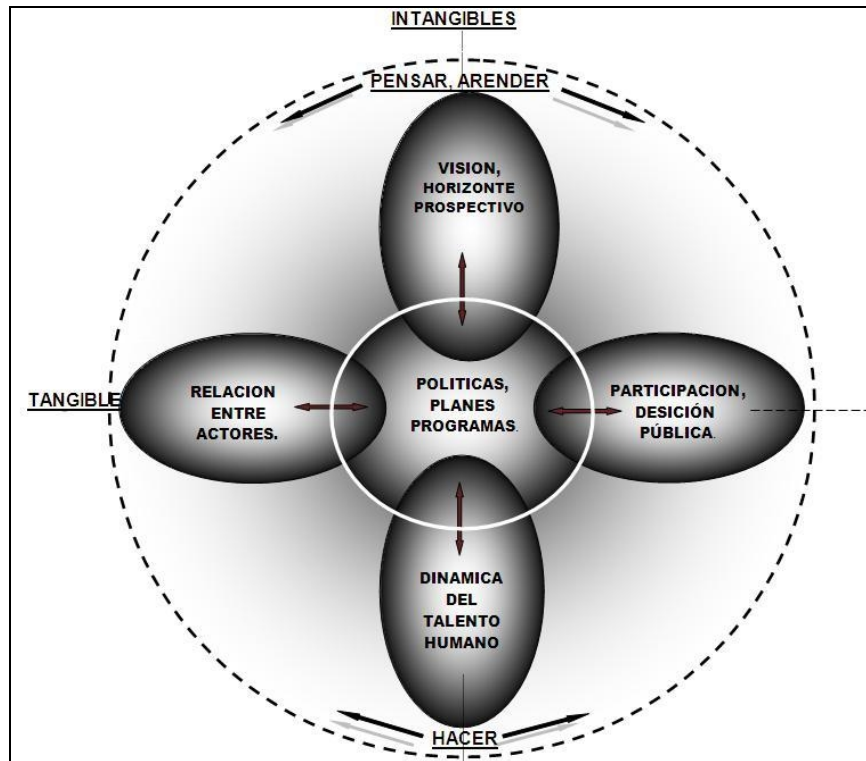 INTANGIBLES
PENSAR, ARENDER
VISION,
HORIZONTE
PROSPECTIVO
TANGIBLE
RELACION
ENTRE
ACTORES.
POLITICAS,
PLANES
PROGRAMAS.
PARTICIPACION,
DESICIÓN
PÚBLICA.
DINAMICA
DEL
TALENTO
HUMANO
HACER